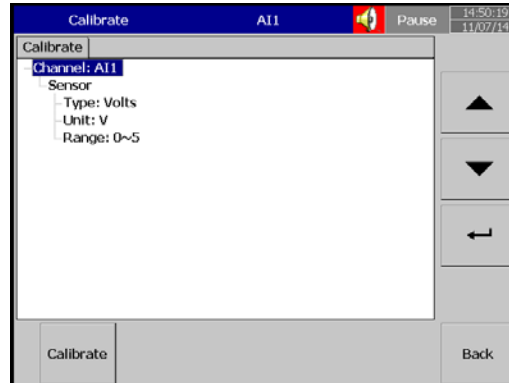 Calibrate AI1 Pause 14:50:19
11/07/14
Calibrate
Channel: AI1
Sensor
Type: Volts
Unit: V
Range: 0~5
Calibrate Back